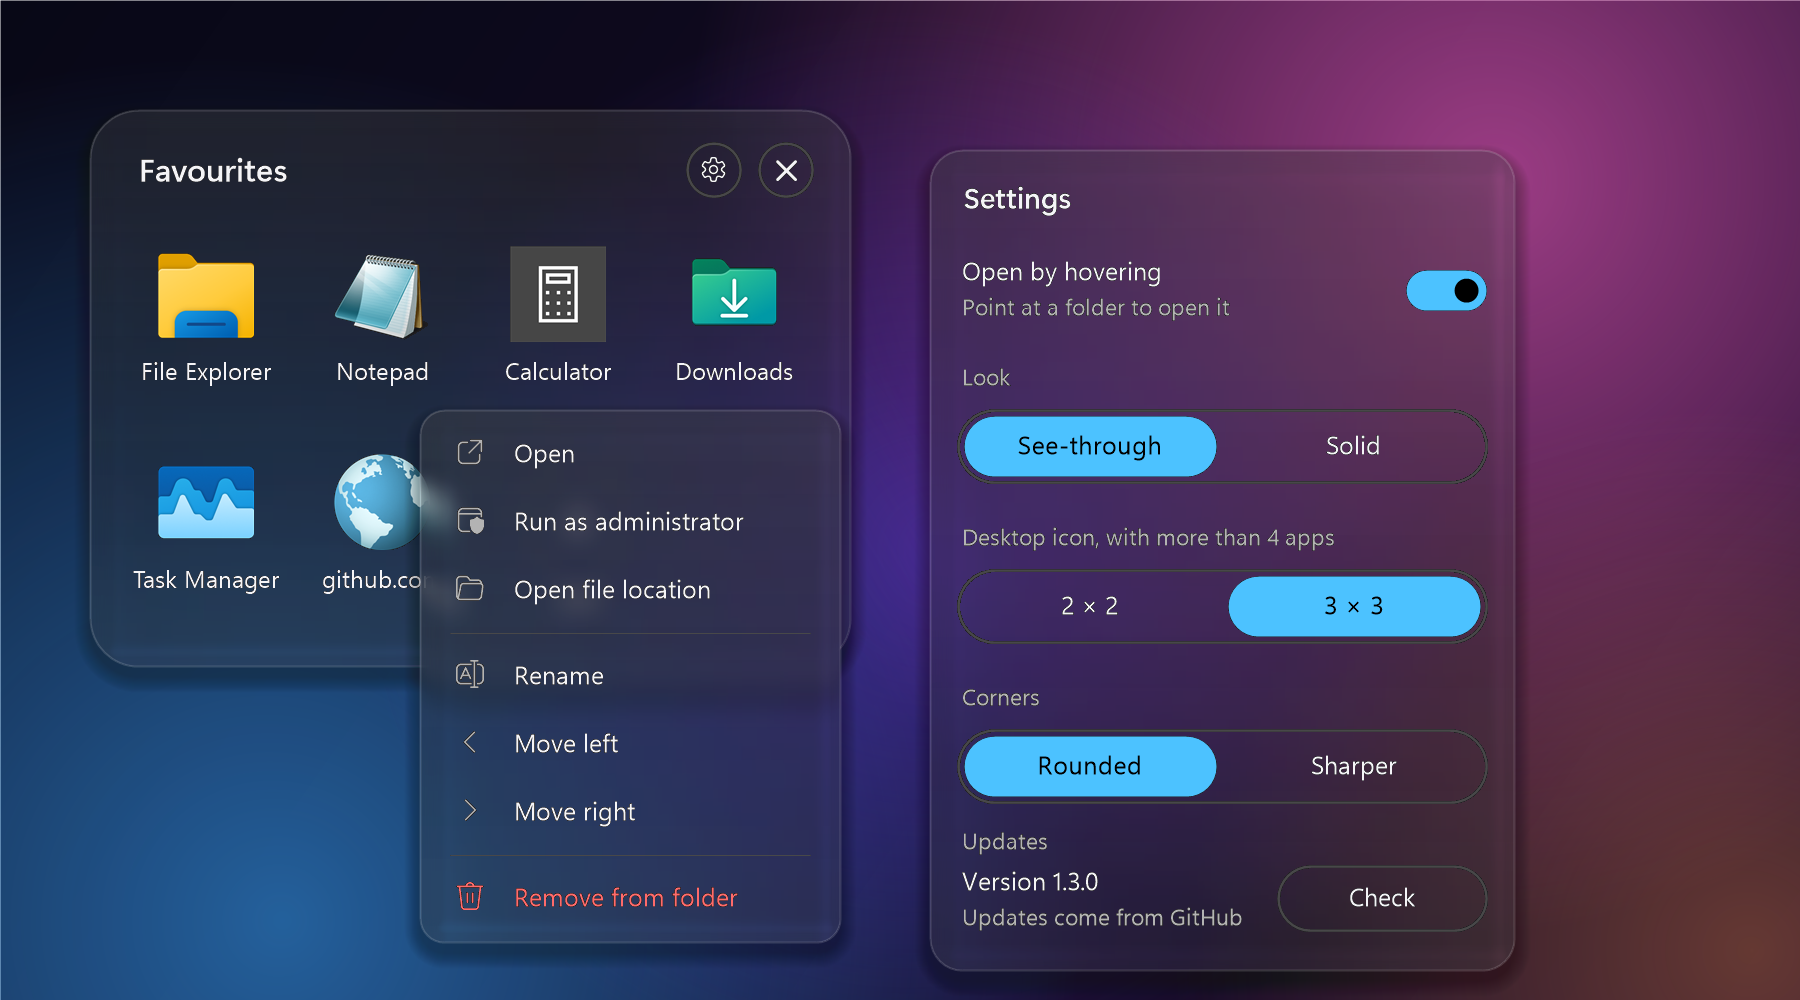 Favourites
File Explorer
Notepad
Calculator
Downloads
Task Manager
github.co
Open
Run as administrator
Open file location
Rename
Move left
Move right
Remove from folder
Settings
Open by hovering
Point at a folder to open it
Look
See-through
Solid
Desktop icon, with more than 4 apps
2 × 2
3 × 3
Corners
Rounded
Sharper
Updates
Version 1.3.0
Updates come from GitHub
Check